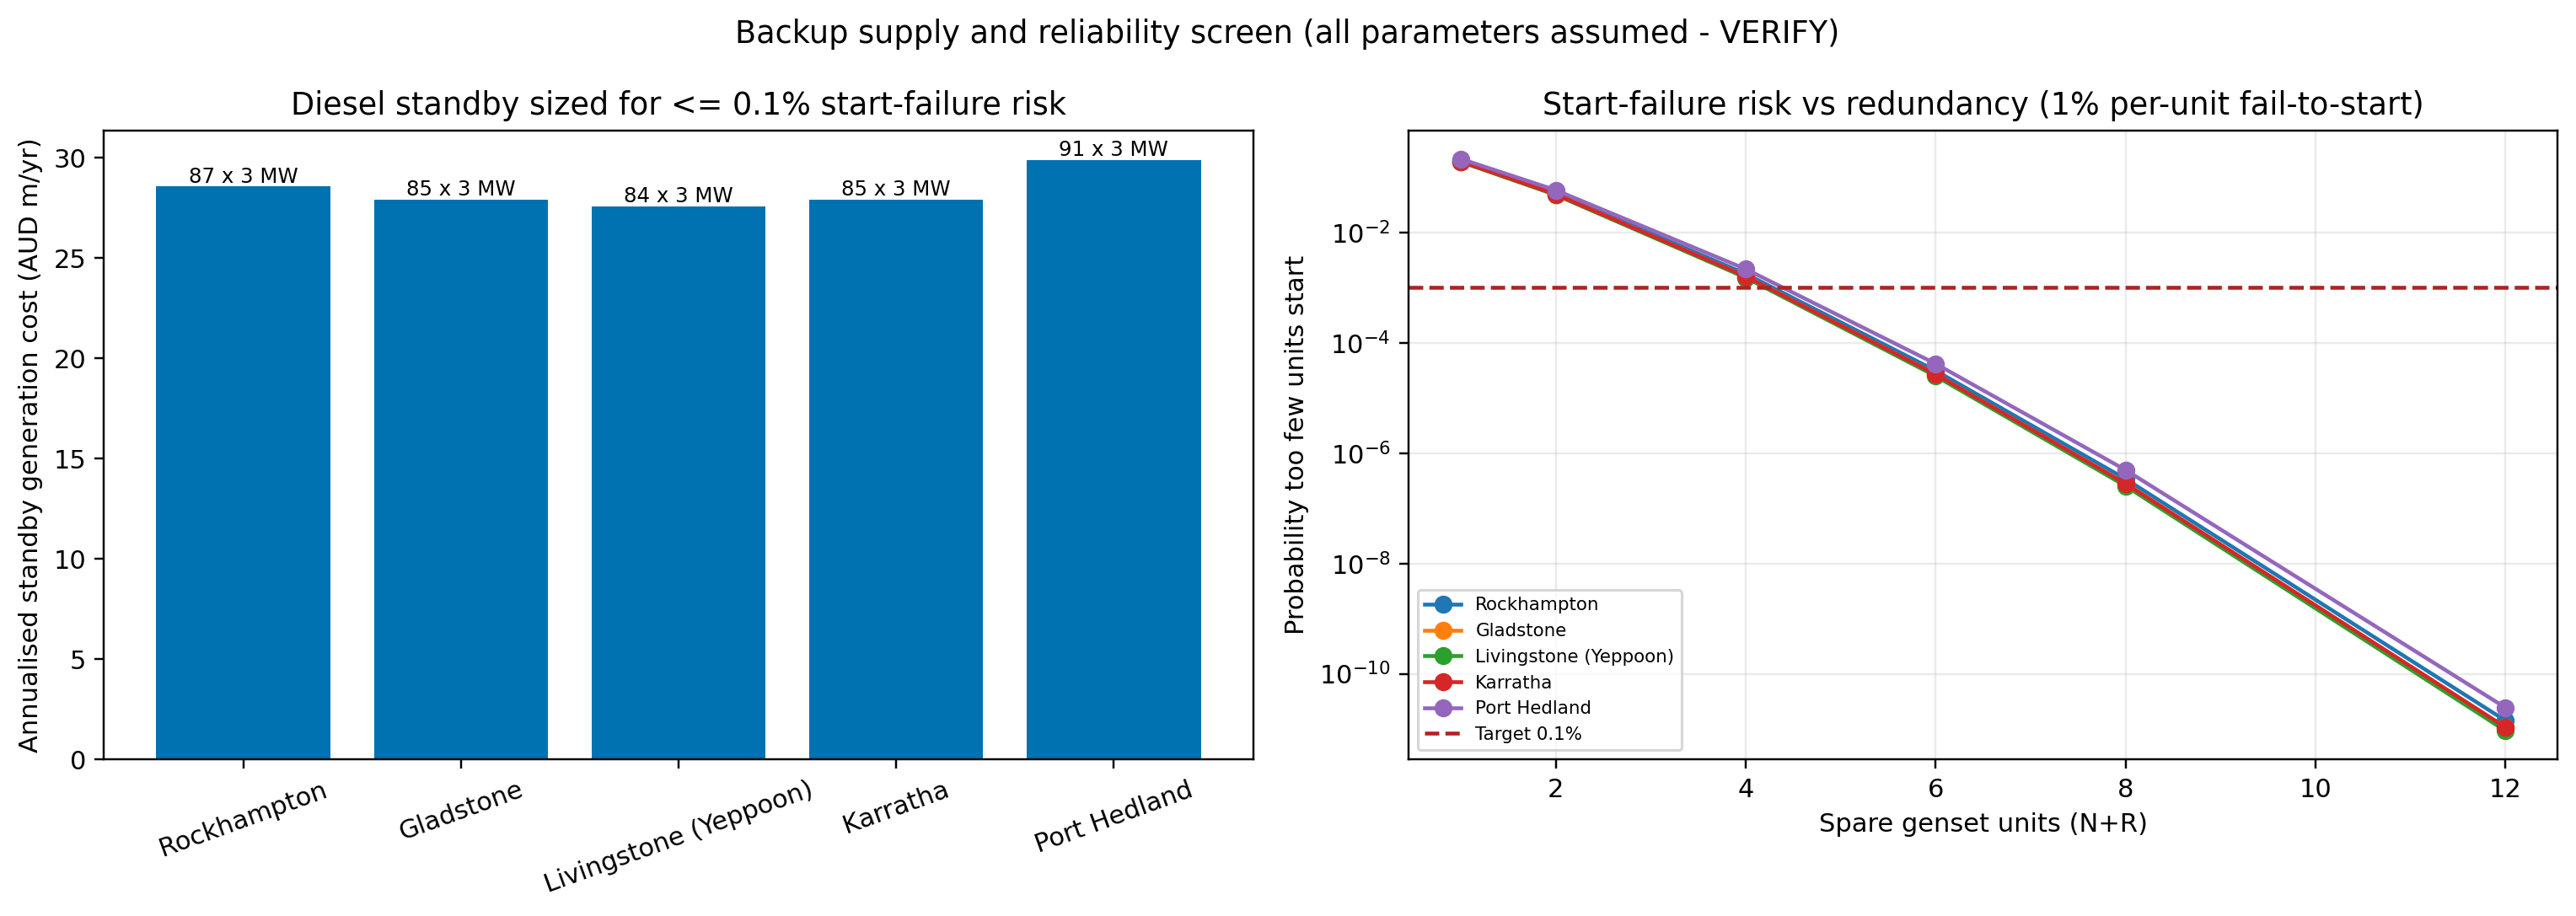 Backup supply and reliability screen (all parameters assumed - VERIFY)
Diesel standby sized for <= 0.1% start-failure risk
Annualised standby generation cost (AUD m/yr)
30
25
20
15
10
5
0
87 x 3 MW
85 x 3 MW
84 x 3 MW
85 x 3 MW
91 x 3 MW
Rockhampton
Gladstone
Livingstone (Yeppoon)
Karratha
Port Hedland
Start-failure risk vs redundancy (1% per-unit fail-to-start)
Probability too few units start
10⁻²
10⁻⁴
10⁻⁶
10⁻⁸
10⁻¹⁰
Rockhampton
Gladstone
Livingstone (Yeppoon)
Karratha
Port Hedland
Target 0.1%
2
4
6
8
10
12
Spare genset units (N+R)